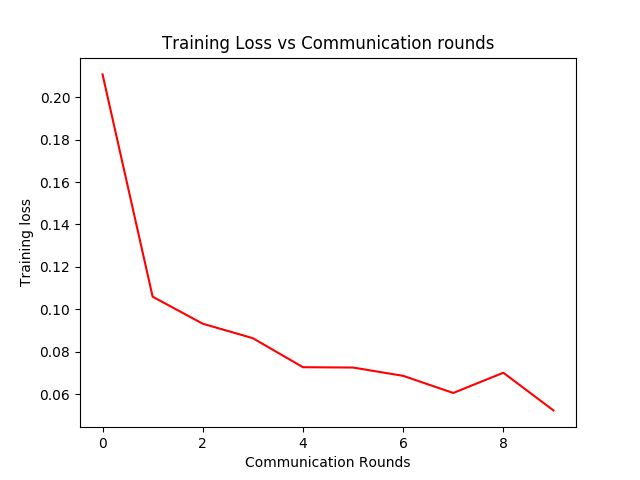 Training Loss vs Communication rounds
0.20
0.18
0.16
0.14
0.12
0.10
0.08
0.06
Training loss
0 2 4 6 8
Communication Rounds